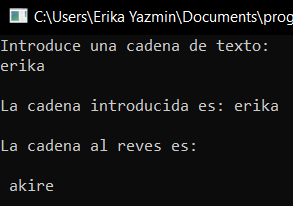 C:\Users\Erika Yazmin\Documents\prog
Introduce una cadena de texto:
erika
La cadena introducida es: erika
La cadena al reves es:
akire